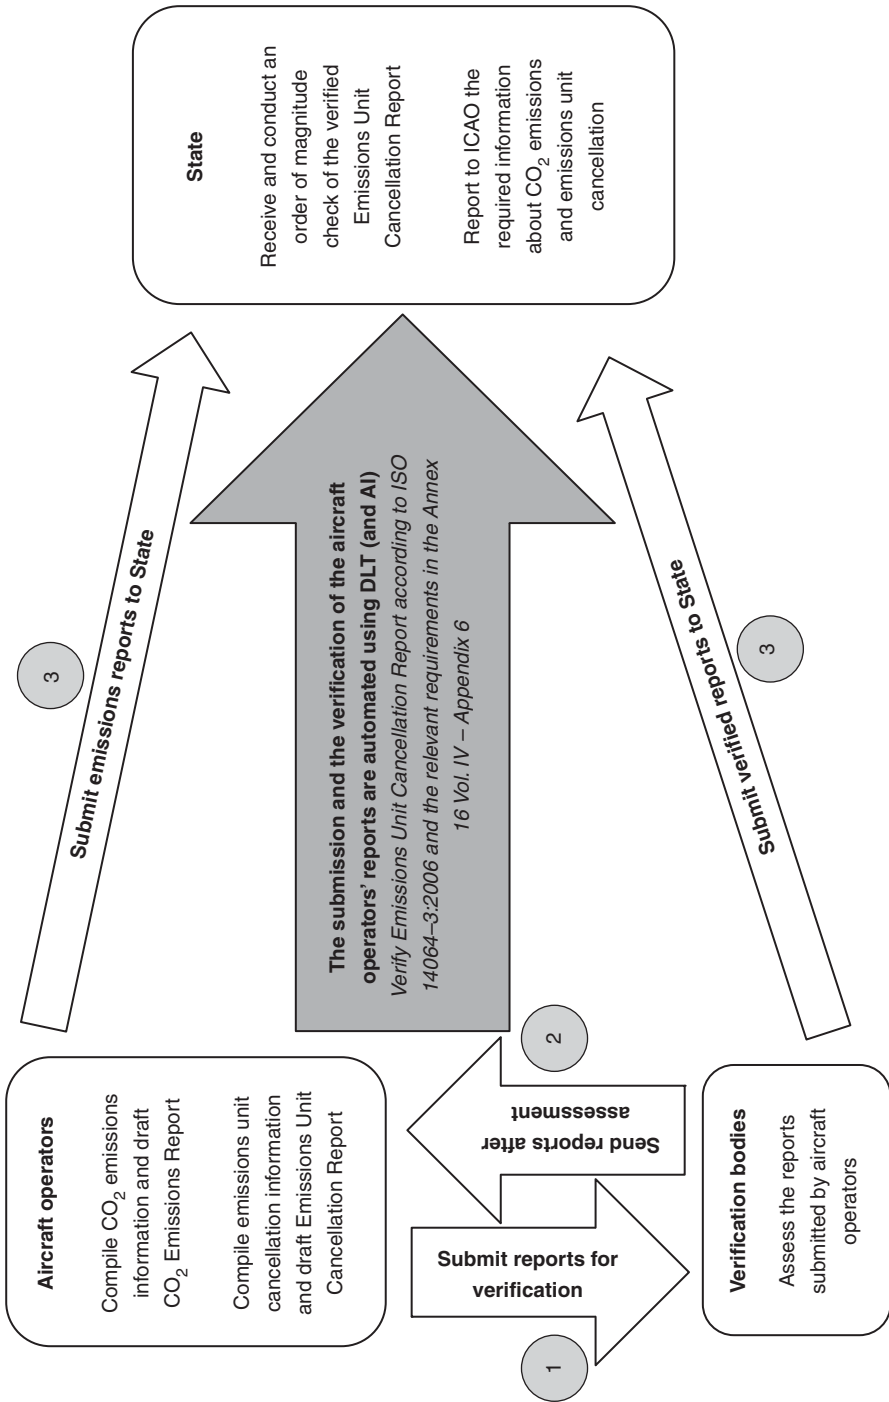 Aircraft operators
Compile CO2 emissions
information and draft
CO2 Emissions Report
Compile emissions unit
cancellation information
and draft Emissions Unit
Cancellation Report
1
Submit reports for
verification
2
Send reports after
assessment
Verification bodies
Assess the reports
submitted by aircraft
operators
3
Submit emissions reports to State
The submission and the verification of the aircraft
operators' reports are automated using DLT (and AI)
Verify Emissions Unit Cancellation Report according to ISO
14064–3:2006 and the relevant requirements in the Annex
16 Vol. IV – Appendix 6
3
Submit verified reports to State
State
Receive and conduct an
order of magnitude
check of the verified
Emissions Unit
Cancellation Report
Report to ICAO the
required information
about CO2 emissions
and emissions unit
cancellation